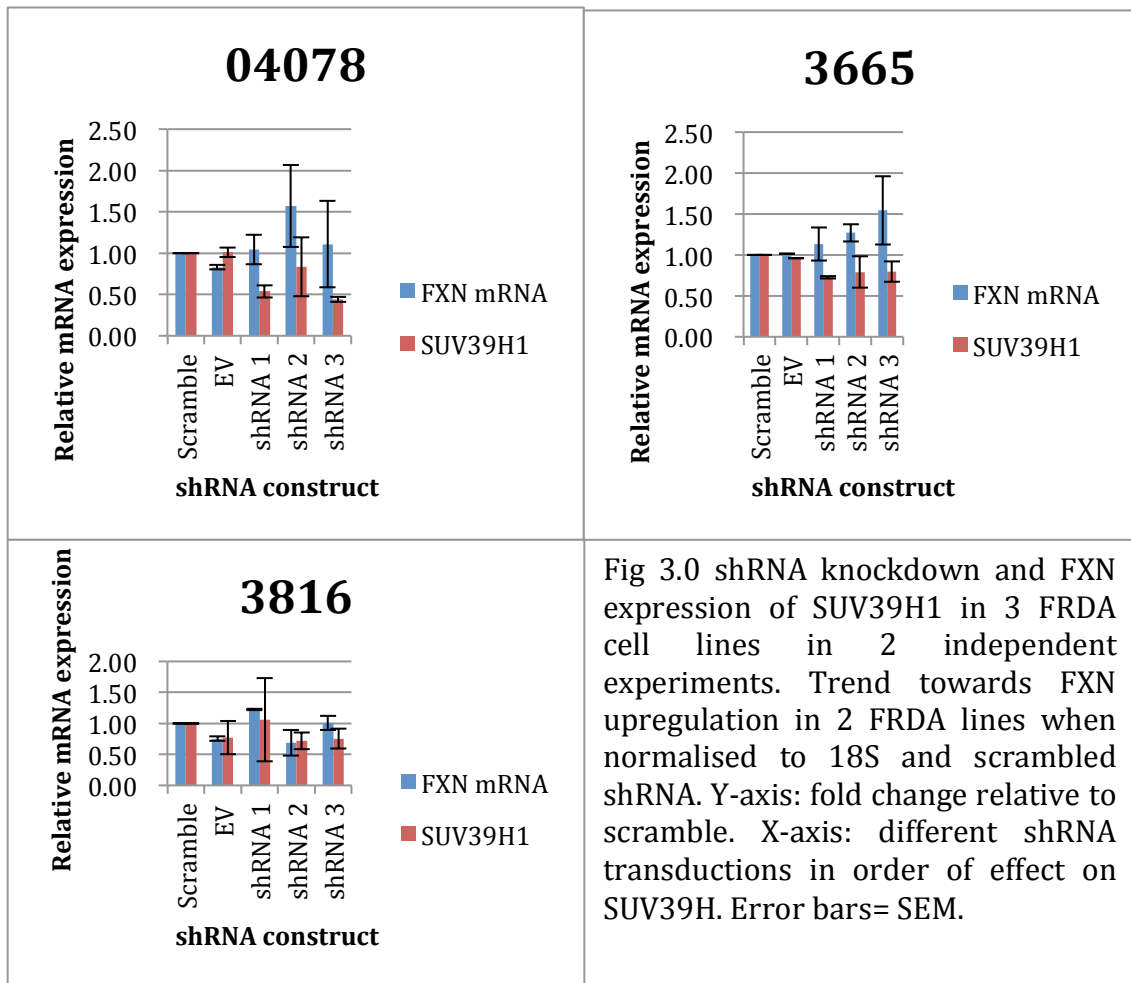 04078
2.50
2.00
1.50
1.00
0.50
0.00
Relative mRNA expression
Scramble
EV
shRNA 1
shRNA 2
shRNA 3
shRNA construct
FXN mRNA
SUV39H1
3665
2.50
2.00
1.50
1.00
0.50
0.00
Relative mRNA expression
Scramble
EV
shRNA 1
shRNA 2
shRNA 3
shRNA construct
FXN mRNA
SUV39H1
3816
2.00
1.50
1.00
0.50
0.00
Relative mRNA expression
Scramble
EV
shRNA 1
shRNA 2
shRNA 3
shRNA construct
FXN mRNA
SUV39H1
Fig 3.0 shRNA knockdown and FXN
expression of SUV39H1 in 3 FRDA
cell lines in 2 independent
experiments. Trend towards FXN
upregulation in 2 FRDA lines when
normalised to 18S and scrambled
shRNA. Y-axis: fold change relative to
scramble. X-axis: different shRNA
transductions in order of effect on
SUV39H. Error bars= SEM.